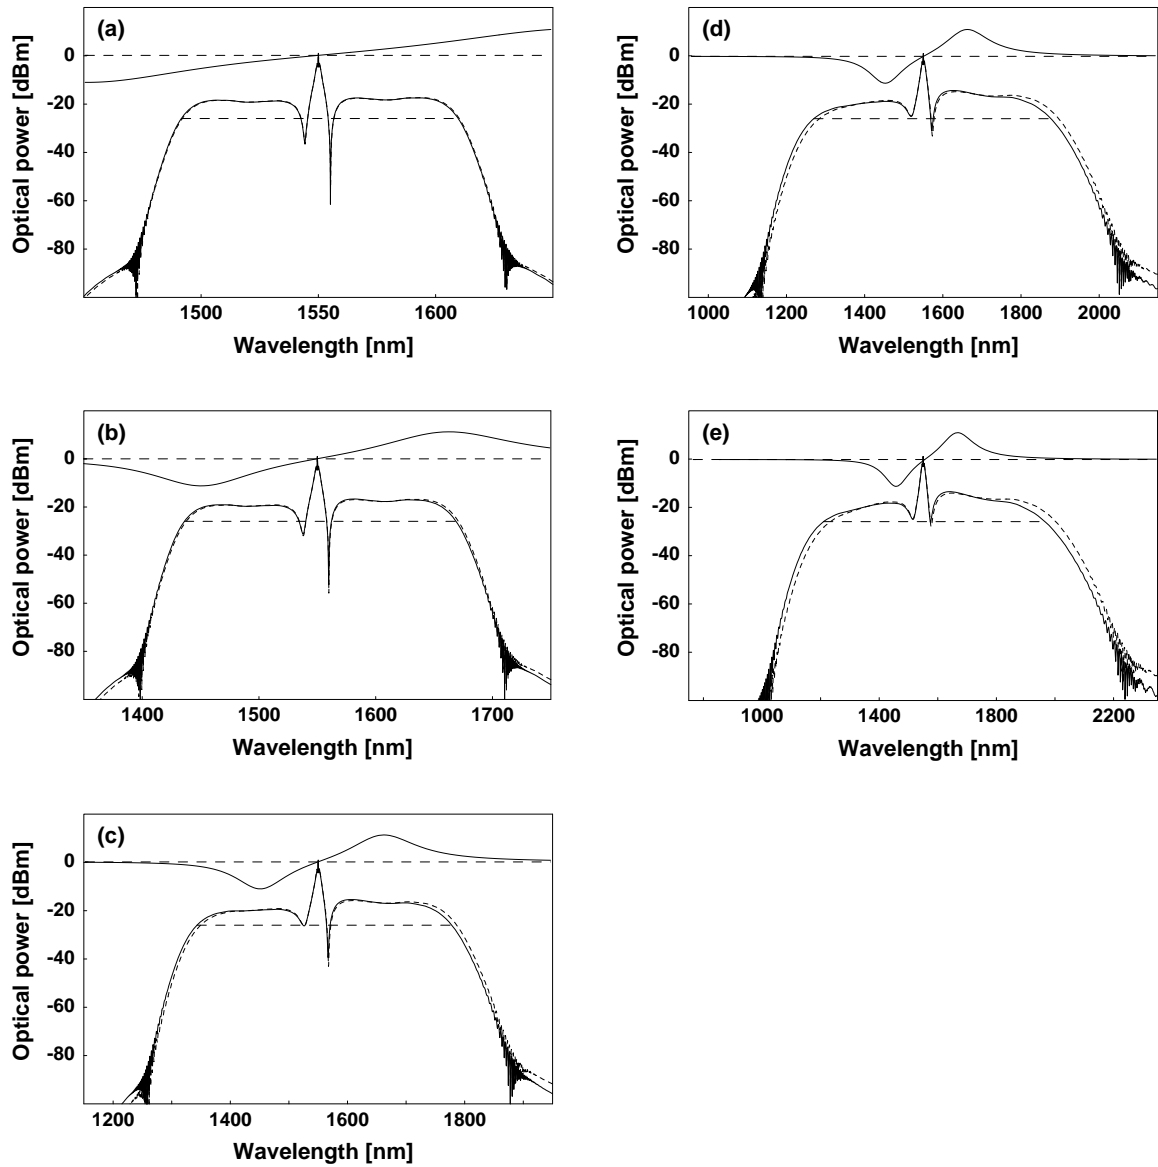 (a)
0
-20
-40
-60
-80
Optical power [dBm]
1500 1550 1600
Wavelength [nm]
(b)
0
-20
-40
-60
-80
Optical power [dBm]
1400 1500 1600 1700
Wavelength [nm]
(c)
0
-20
-40
-60
-80
Optical power [dBm]
1200 1400 1600 1800
Wavelength [nm]
(d)
0
-20
-40
-60
-80
Optical power [dBm]
1000 1200 1400 1600 1800 2000
Wavelength [nm]
(e)
0
-20
-40
-60
-80
Optical power [dBm]
1000 1400 1800 2200
Wavelength [nm]